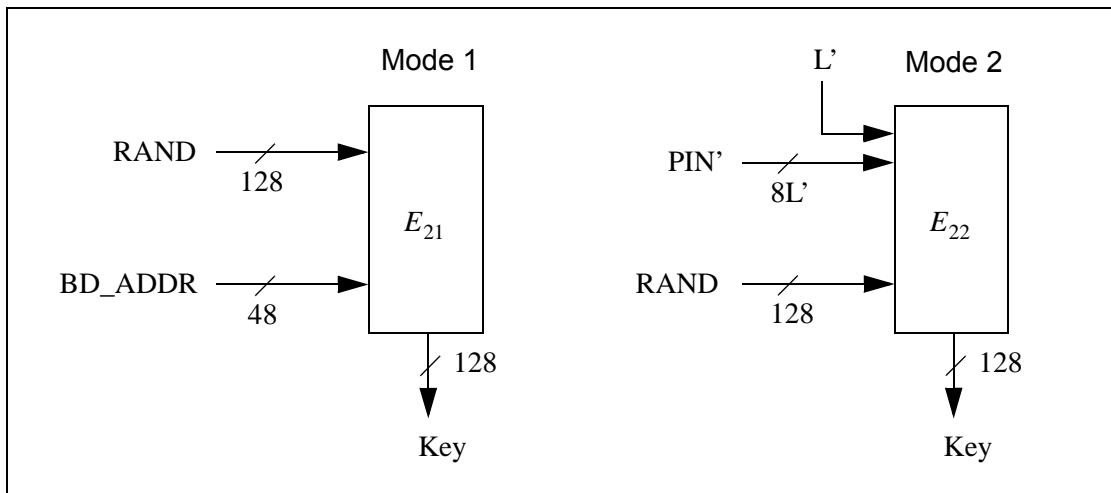 Mode 1
RAND
128
E21
BD_ADDR
48
128
Key
L’
Mode 2
PIN’
8L’
E22
RAND
128
128
Key